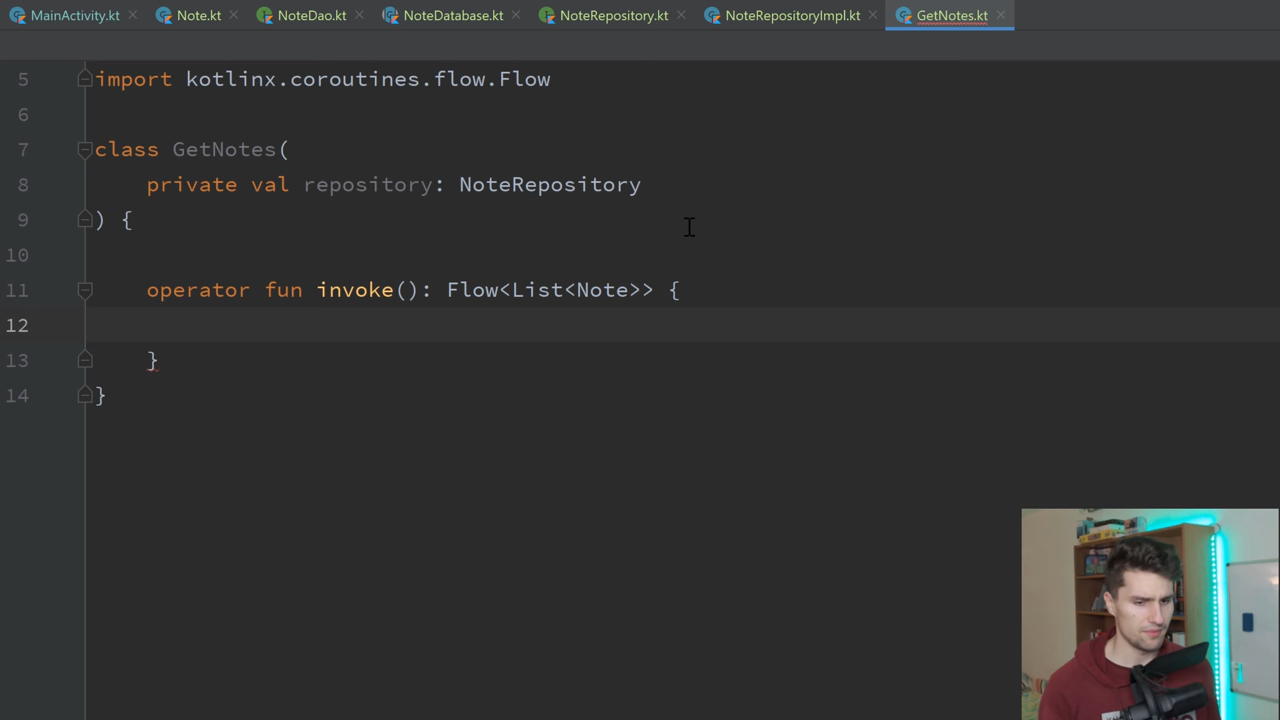 MainActivity.kt Note.kt NoteDao.kt NoteDatabase.kt NoteRepository.kt NoteRepositoryImpl.kt GetNotes.kt
5 import kotlinx.coroutines.flow.Flow
6
7 class GetNotes(
8 private val repository: NoteRepository
9 ) {
10
11 operator fun invoke(): Flow<List<Note>> {
12
13 }
14 }